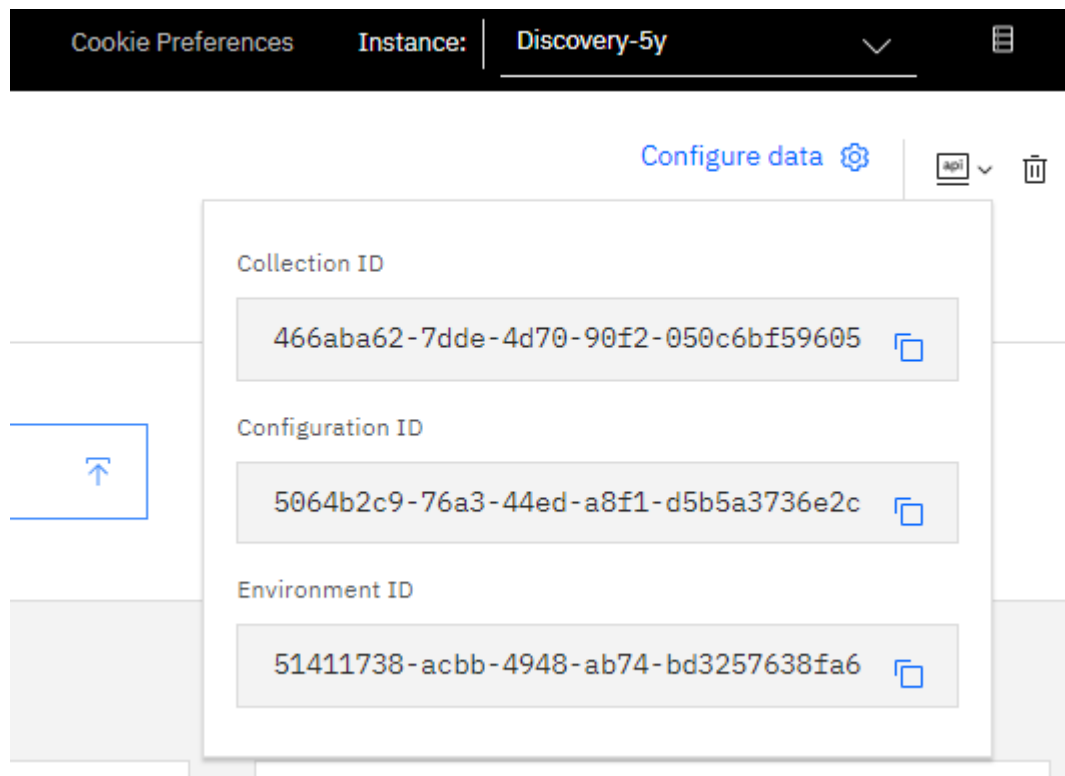 Cookie Preferences Instance: Discovery-5y
Configure data api
Collection ID
466aba62-7dde-4d70-90f2-050c6bf59605
Configuration ID
5064b2c9-76a3-44ed-a8f1-d5b5a3736e2c
Environment ID
51411738-acbb-4948-ab74-bd3257638fa6